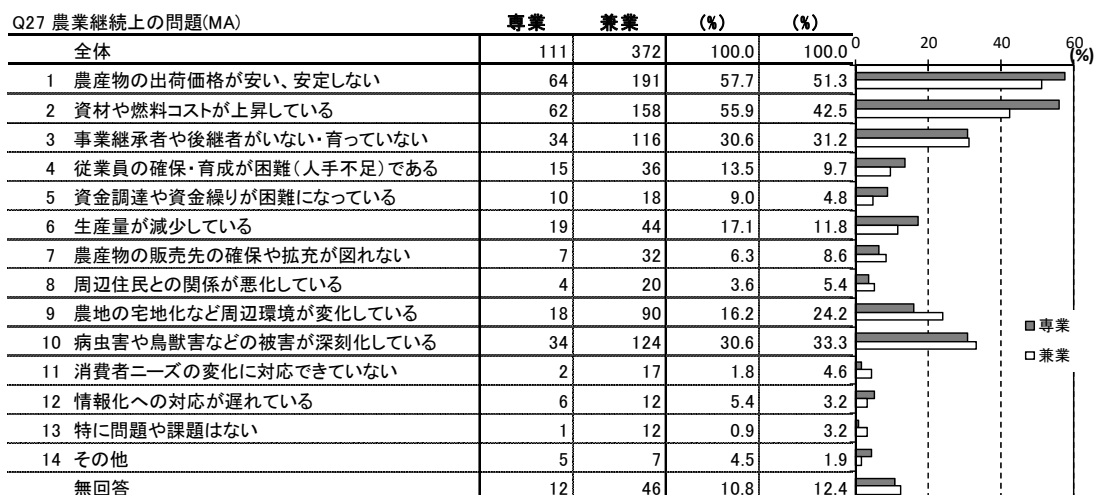 Q27 農業継続上の問題(MA) 専業 兼業 (%) (%)
全体 111 372 100.0 100.0 0 20 40 60
(%)
1 農産物の出荷価格が安い、安定しない 64 191 57.7 51.3
2 資材や燃料コストが上昇している 62 158 55.9 42.5
3 事業継承者や後継者がいない・育っていない 34 116 30.6 31.2
4 従業員の確保・育成が困難(人手不足)である 15 36 13.5 9.7
5 資金調達や資金繰りが困難になっている 10 18 9.0 4.8
6 生産量が減少している 19 44 17.1 11.8
7 農産物の販売先の確保や拡充が図れない 7 32 6.3 8.6
8 周辺住民との関係が悪化している 4 20 3.6 5.4
9 農地の宅地化など周辺環境が変化している 18 90 16.2 24.2
10 病虫害や鳥獣害などの被害が深刻化している 34 124 30.6 33.3
11 消費者ニーズの変化に対応できていない 2 17 1.8 4.6
12 情報化への対応が遅れている 6 12 5.4 3.2
13 特に問題や課題はない 1 12 0.9 3.2
14 その他 5 7 4.5 1.9
無回答 12 46 10.8 12.4
専業
兼業